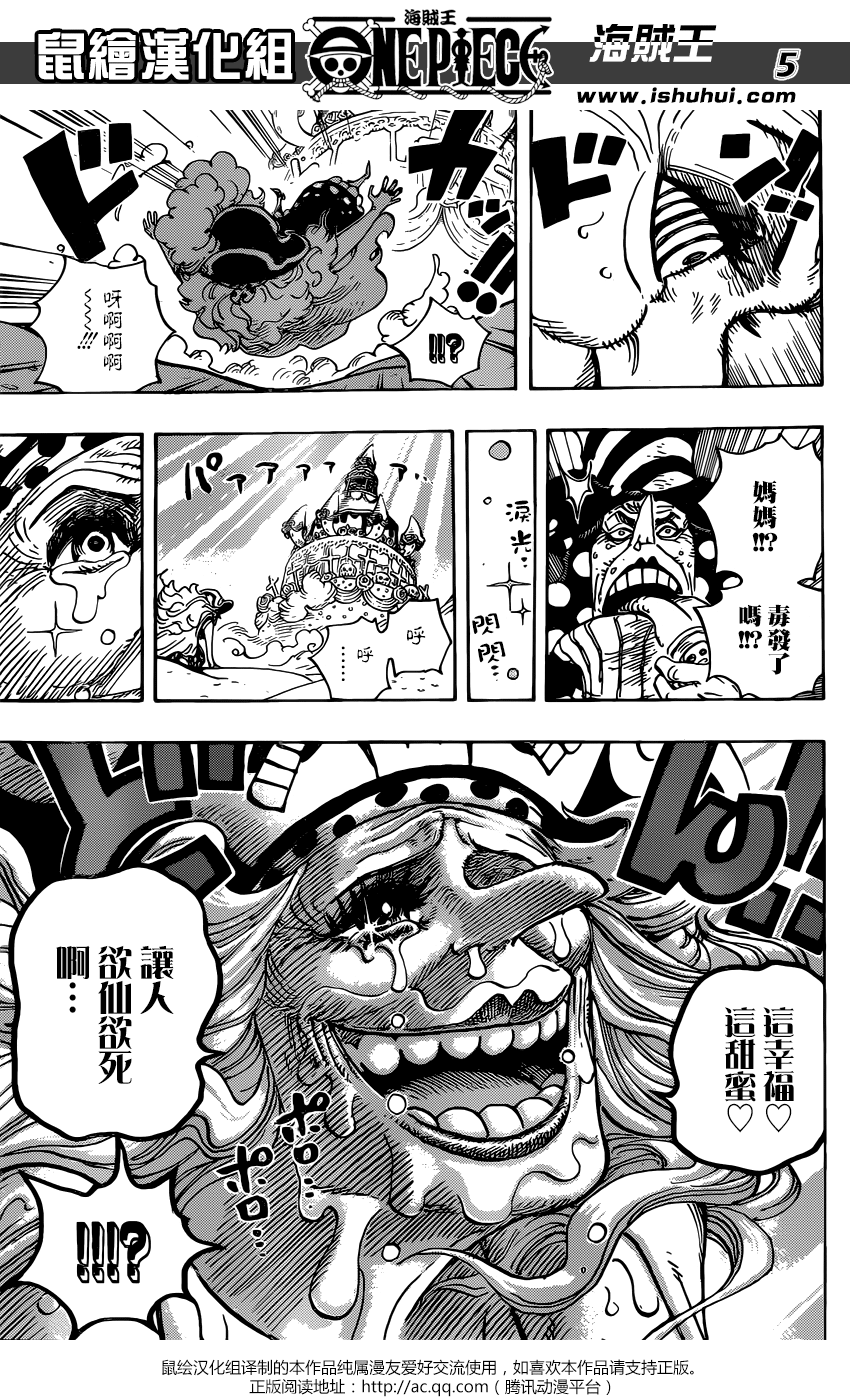 鼠繪漢化組
海賊王
ONE PIECE
海賊王
5
www.ishuhui.com
ドン!!
ドカッ!!
!!?
呀啊啊啊
~~~!!!
媽媽!!?
毒發了
嗎!!?
淚光…
閃閃…
パァァァァァ…
呼
呼
……
どどん!!
這幸福♡
這甜蜜♡
讓人
欲仙欲死
啊…
ポロ…
ポロ…
!!!?
鼠绘汉化组译制的本作品纯属漫友爱好交流使用，如喜欢本作品请支持正版。
正版阅读地址：http://ac.qq.com（腾讯动漫平台）